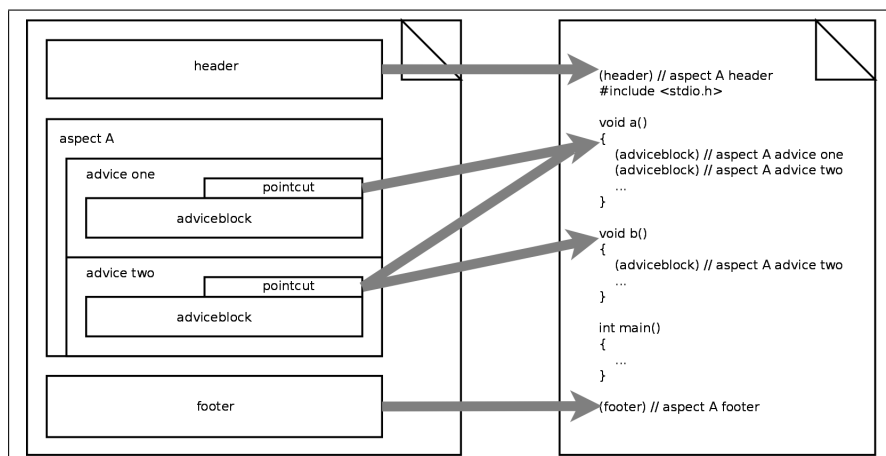 header
aspect A
advice one
pointcut
adviceblock
advice two
pointcut
adviceblock
footer
(header) // aspect A header
#include <stdio.h>
void a()
{
(adviceblock) // aspect A advice one
(adviceblock) // aspect A advice two
...
}
void b()
{
(adviceblock) // aspect A advice two
...
}
int main()
{
...
}
(footer) // aspect A footer